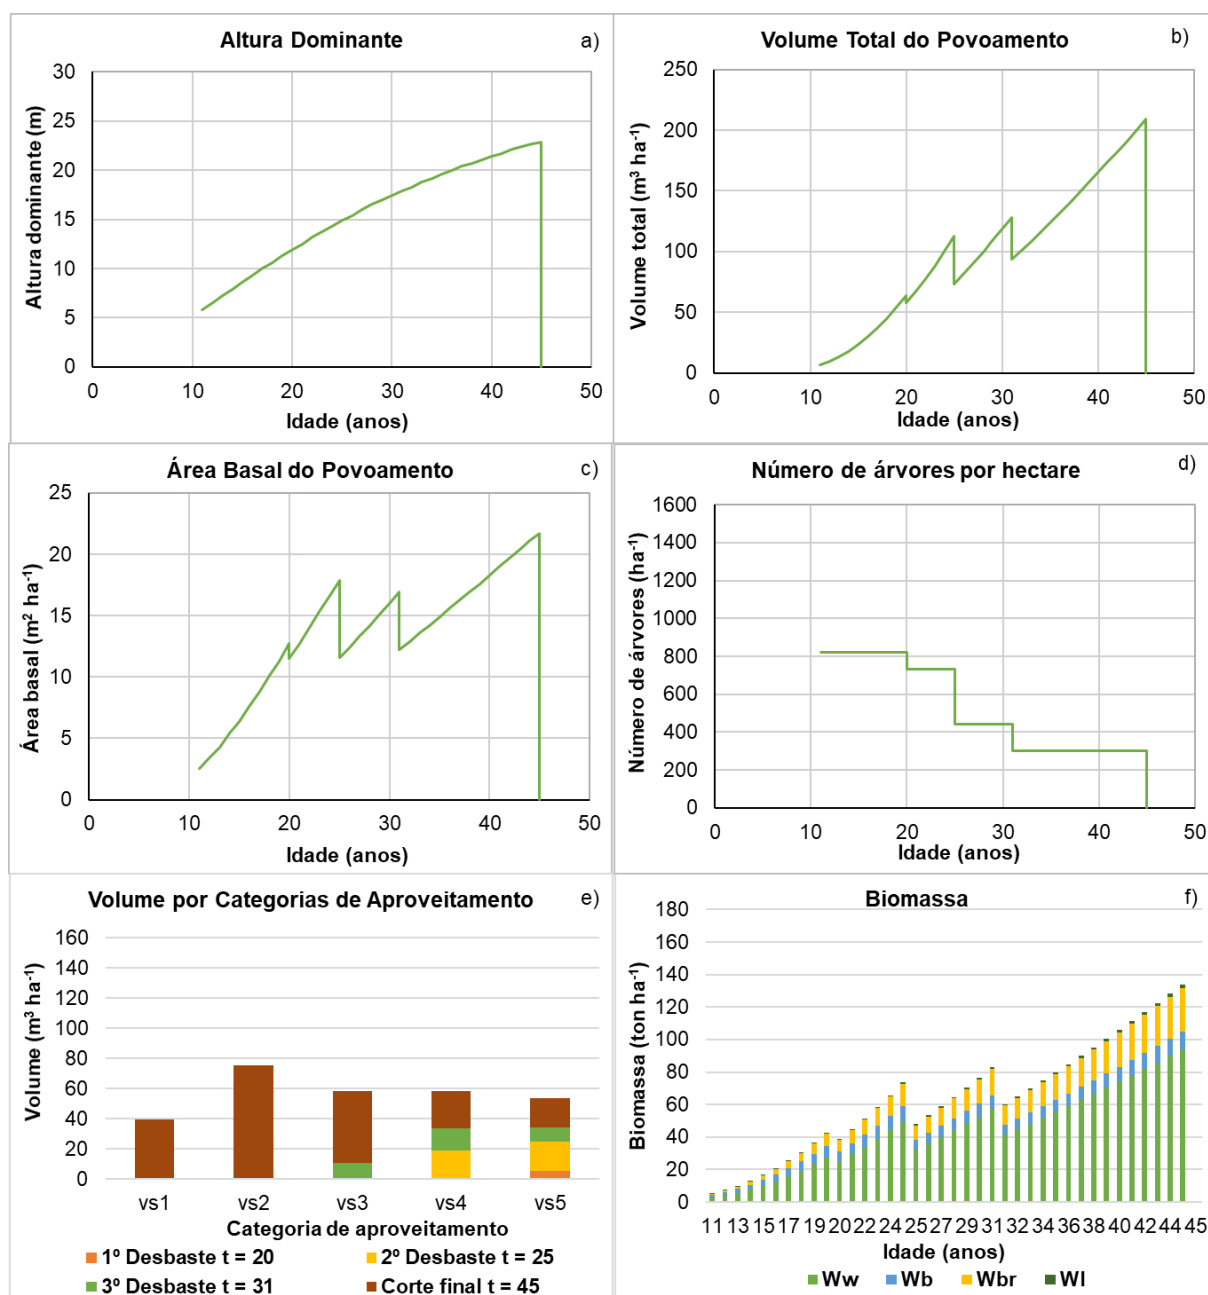 Altura Dominante
a)
Altura dominante (m)
30
25
20
15
10
5
0
0 10 20 30 40 50
Idade (anos)
Volume Total do Povoamento
b)
Volume total (m³ ha⁻¹)
250
200
150
100
50
0
0 10 20 30 40 50
Idade (anos)
Área Basal do Povoamento
c)
Área basal (m² ha⁻¹)
25
20
15
10
5
0
0 10 20 30 40 50
Idade (anos)
Número de árvores por hectare
d)
Número de árvores (ha⁻¹)
1600
1400
1200
1000
800
600
400
200
0
0 10 20 30 40 50
Idade (anos)
Volume por Categorias de Aproveitamento
e)
Volume (m³ ha⁻¹)
160
140
120
100
80
60
40
20
0
vs1 vs2 vs3 vs4 vs5
Categoria de aproveitamento
1º Desbaste t = 20 2º Desbaste t = 25
3º Desbaste t = 31 Corte final t = 45
Biomassa
f)
Biomassa (ton ha⁻¹)
180
160
140
120
100
80
60
40
20
0
11 13 15 17 19 20 22 24 25 27 29 31 32 34 36 38 40 42 44 45
Idade (anos)
Ww Wb Wbr Wl